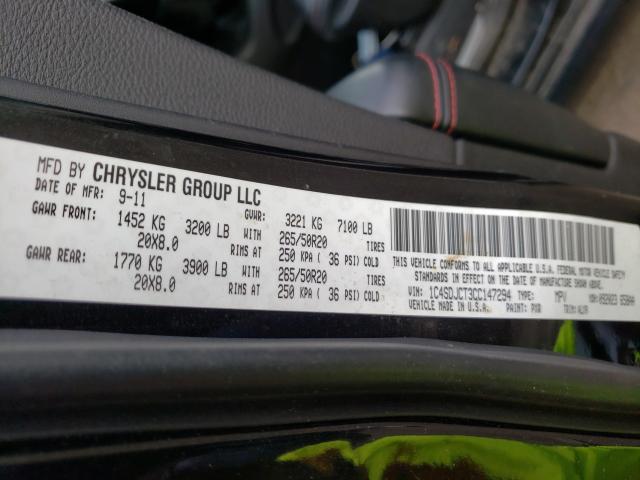 MFD BY CHRYSLER GROUP LLC
DATE OF MFR: 9-11 GVWR: 3221 KG 7100 LB
GAWR FRONT: 1452 KG 3200 LB WITH 265/50R20 TIRES
20X8.0 RIMS AT 250 KPA ( 36 PSI) COLD
GAWR REAR: 1770 KG 3900 LB WITH 265/50R20 TIRES
20X8.0 RIMS AT 250 KPA ( 36 PSI) COLD
THIS VEHICLE CONFORMS TO ALL APPLICABLE U.S.A. FEDERAL MOTOR VEHICLE SAFETY
STANDARDS IN EFFECT ON THE DATE OF MANUFACTURE SHOWN ABOVE.
VIN: 1C4SDJCT3CC147294 TYPE: MPV MDH: 092023
VEHICLE MADE IN U.S.A. PAINT: PXR TRIM: